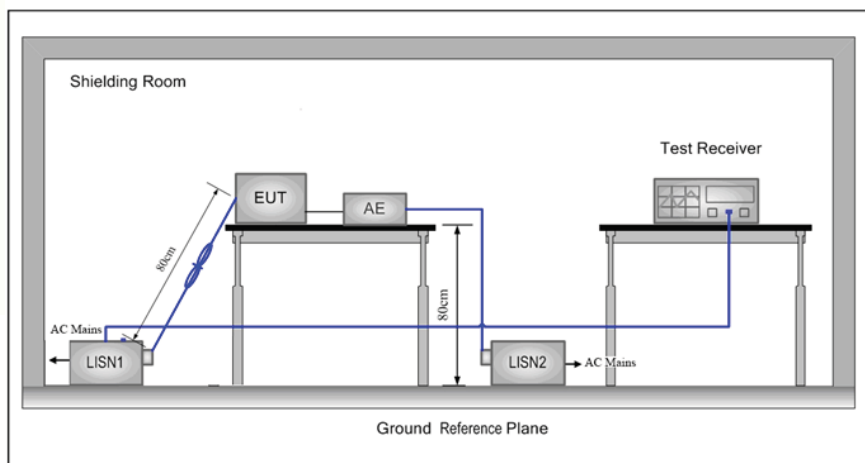 Shielding Room
Test Receiver
EUT
AE
80cm
80cm
AC Mains
LISN1
LISN2
AC Mains
Ground Reference Plane